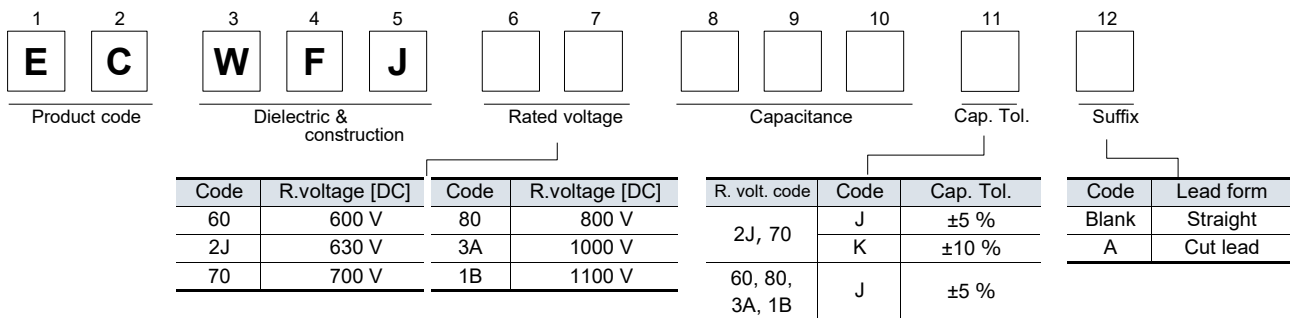 1 2 3 4 5 6 7 8 9 10 11 12
E C W F J
Product code Dielectric & construction Rated voltage Capacitance Cap. Tol. Suffix
Code R.voltage [DC] Code R.voltage [DC]
60 600 V 80 800 V
2J 630 V 3A 1000 V
70 700 V 1B 1100 V
R. volt. code Code Cap. Tol.
2J, 70 J ±5 %
K ±10 %
60, 80,
3A, 1B J ±5 %
Code Lead form
Blank Straight
A Cut lead